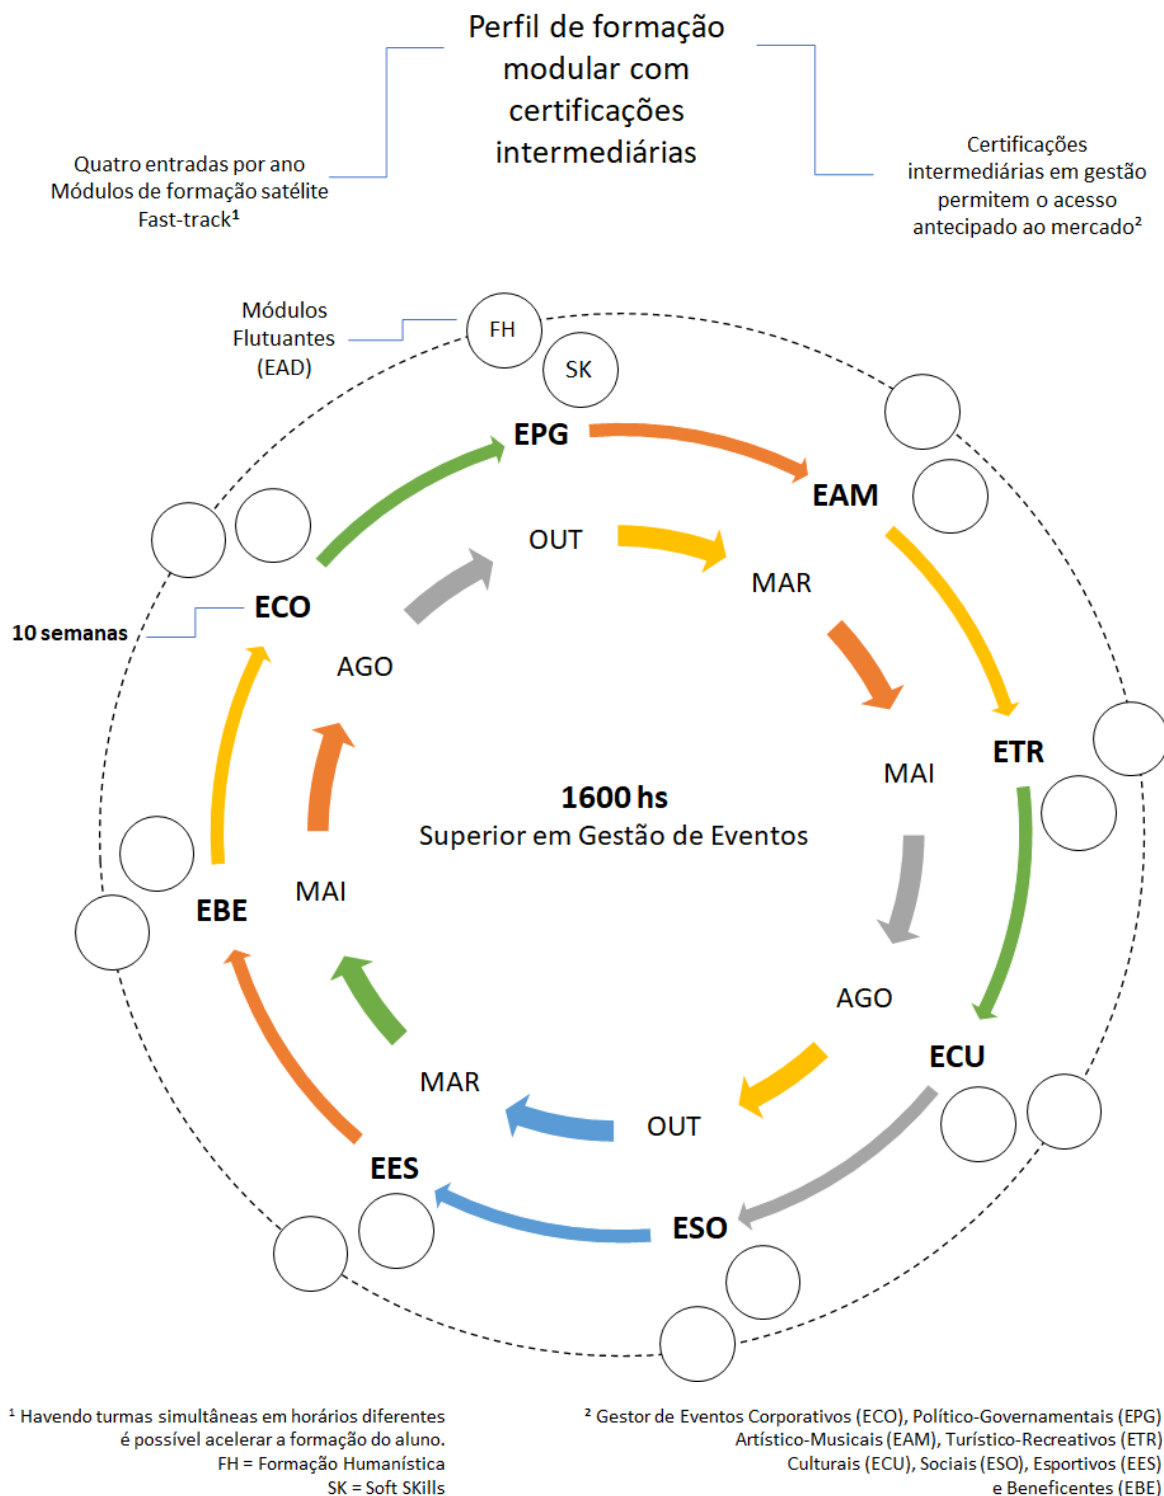 Perfil de formação
modular com
certificações
intermediárias
Quatro entradas por ano
Módulos de formação satélite
Fast-track¹
Certificações
intermediárias em gestão
permitem o acesso
antecipado ao mercado²
Módulos
Flutuantes
(EAD)
FH
SK
EPG
EAM
OUT
MAR
ECO
10 semanas
AGO
ETR
MAI
1600 hs
Superior em Gestão de Eventos
MAI
EBE
AGO
ECU
MAR
OUT
EES
ESO
¹ Havendo turmas simultâneas em horários diferentes
é possível acelerar a formação do aluno.
FH = Formação Humanística
SK = Soft SKills
² Gestor de Eventos Corporativos (ECO), Político-Governamentais (EPG)
Artístico-Musicais (EAM), Turístico-Recreativos (ETR)
Culturais (ECU), Sociais (ESO), Esportivos (EES)
e Beneficentes (EBE)